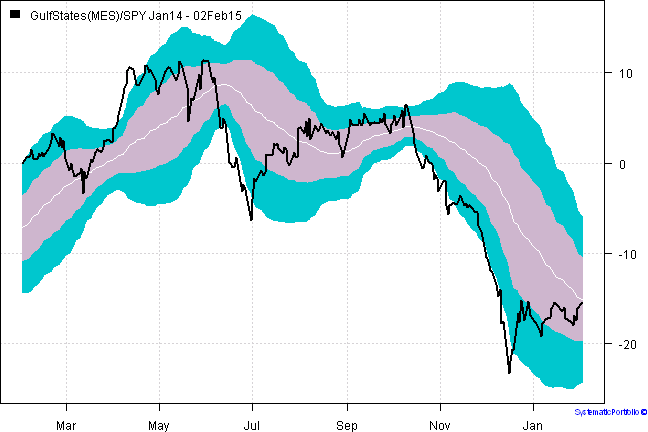 GulfStates(MES)/SPY Jan14 - 02Feb15
10
0
-10
-20
Mar May Jul Sep Nov Jan
SystematicPortfolio ©